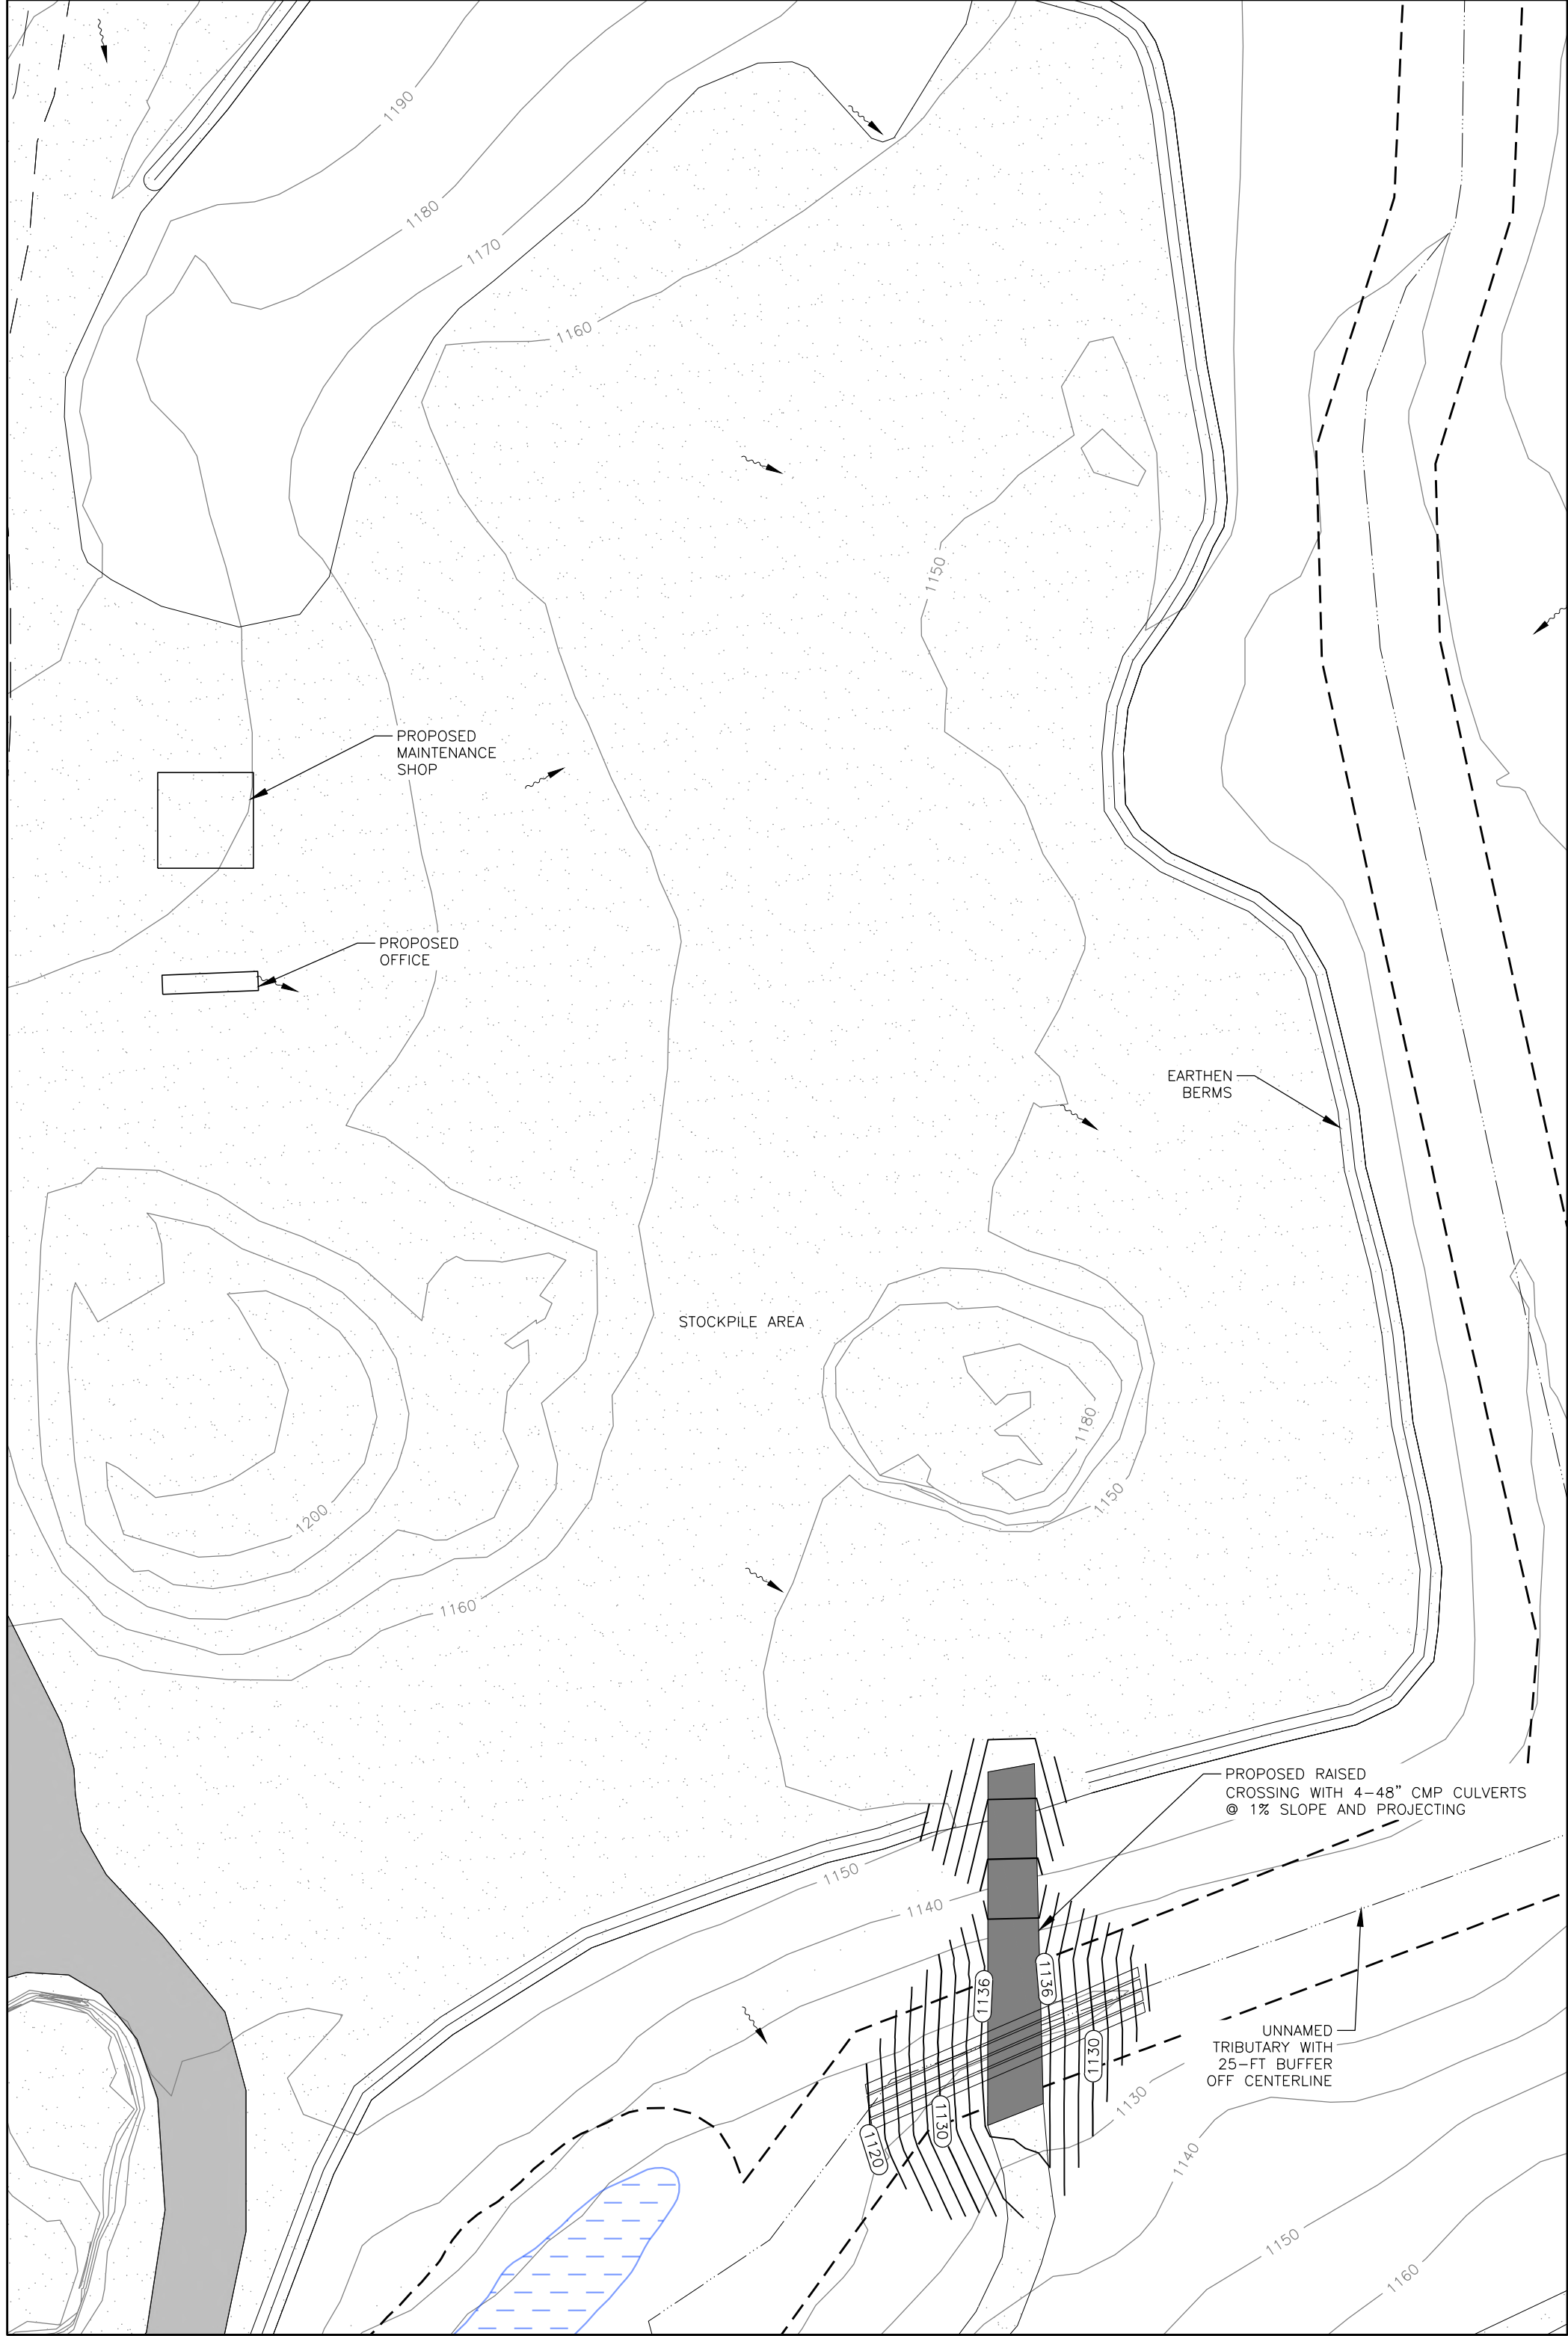 1190
1180
1170
1160
1150
PROPOSED
MAINTENANCE
SHOP
PROPOSED
OFFICE
EARTHEN
BERMS
STOCKPILE AREA
1180
1150
1200
1160
PROPOSED RAISED
CROSSING WITH 4-48" CMP CULVERTS
@ 1% SLOPE AND PROJECTING
1150
1140
1136
1136
UNNAMED
TRIBUTARY WITH
25-FT BUFFER
OFF CENTERLINE
1130
1130
1130
1120
1140
1150
1160